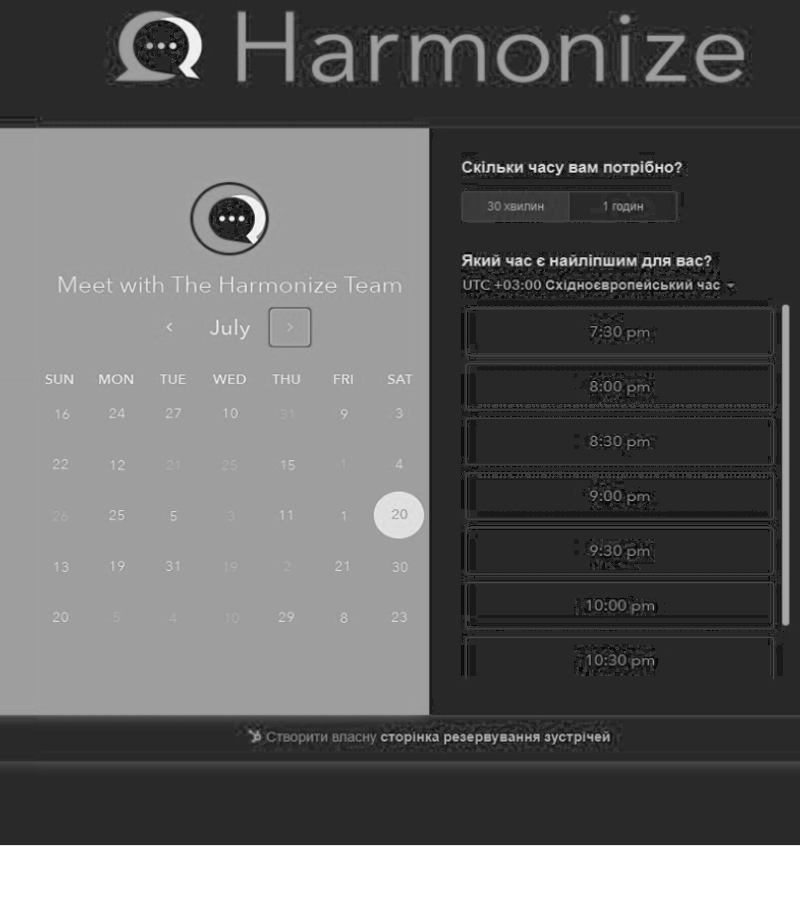 Harmonize
Meet with The Harmonize Team
July
SUN MON TUE WED THU FRI SAT
16 24 27 10 31 9 3
22 12 21 25 15 1 4
26 25 5 3 11 1 20
13 19 31 19 2 21 30
20 5 4 10 29 8 23
Скільки часу вам потрібно?
30 хвилин 1 годин
Який час є найліпшим для вас?
UTC +03:00 Східноєвропейський час
7:30 pm
8:00 pm
8:30 pm
9:00 pm
9:30 pm
10:00 pm
10:30 pm
Створити власну сторінка резервування зустрічей